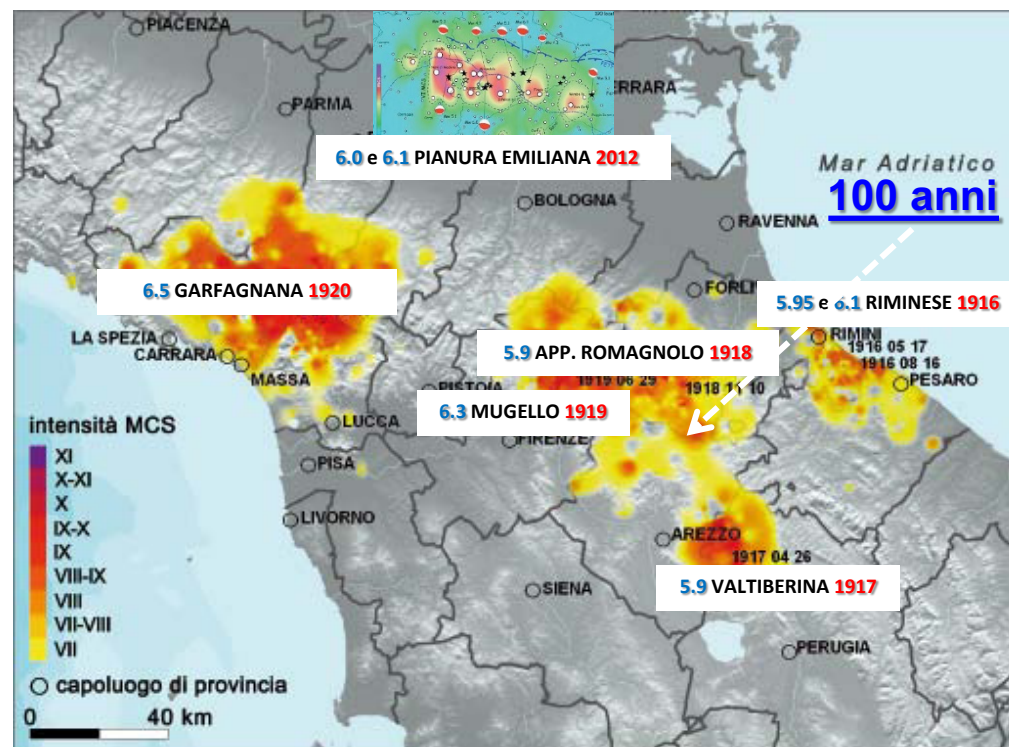 PIACENZA
PARMA
ERRARA
6.0 e 6.1 PIANURA EMILIANA 2012
Mar Adriatico
100 anni
BOLOGNA
RAVENNA
6.5 GARFAGNANA 1920
FORLI
5.95 e 6.1 RIMINESE 1916
LA SPEZIA
CARRARA
MASSA
RIMINI
1916 05 17
1916 08 16
PESARO
5.9 APP. ROMAGNOLO 1918
1919 06 29
1918 11 10
PISTOIA
6.3 MUGELLO 1919
LUCCA
FIRENZE
intensità MCS
XI
X-XI
X
IX-X
IX
VIII-IX
VIII
VII-VIII
VII
PISA
LIVORNO
AREZZO
1917 04 26
5.9 VALTIBERINA 1917
SIENA
PERUGIA
capoluogo di provincia
0 40 km